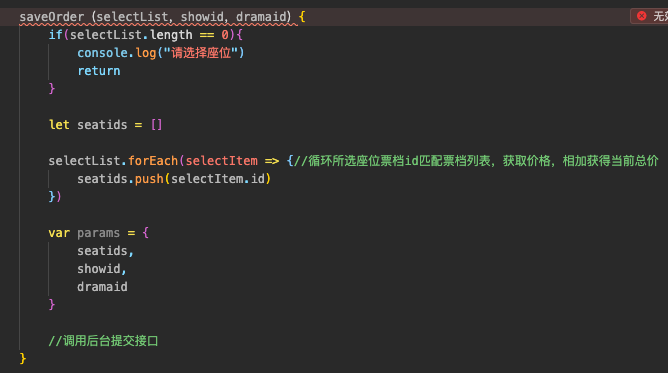 saveOrder (selectList, showid, dramaid) {
if(selectList.length == 0){
console.log("请选择座位")
return
}
let seatids = []
selectList.forEach(selectItem => {//循环所选座位票档id匹配票档列表，获取价格，相加获得当前总价
seatids.push(selectItem.id)
})
var params = {
seatids,
showid,
dramaid
}
//调用后台提交接口
}